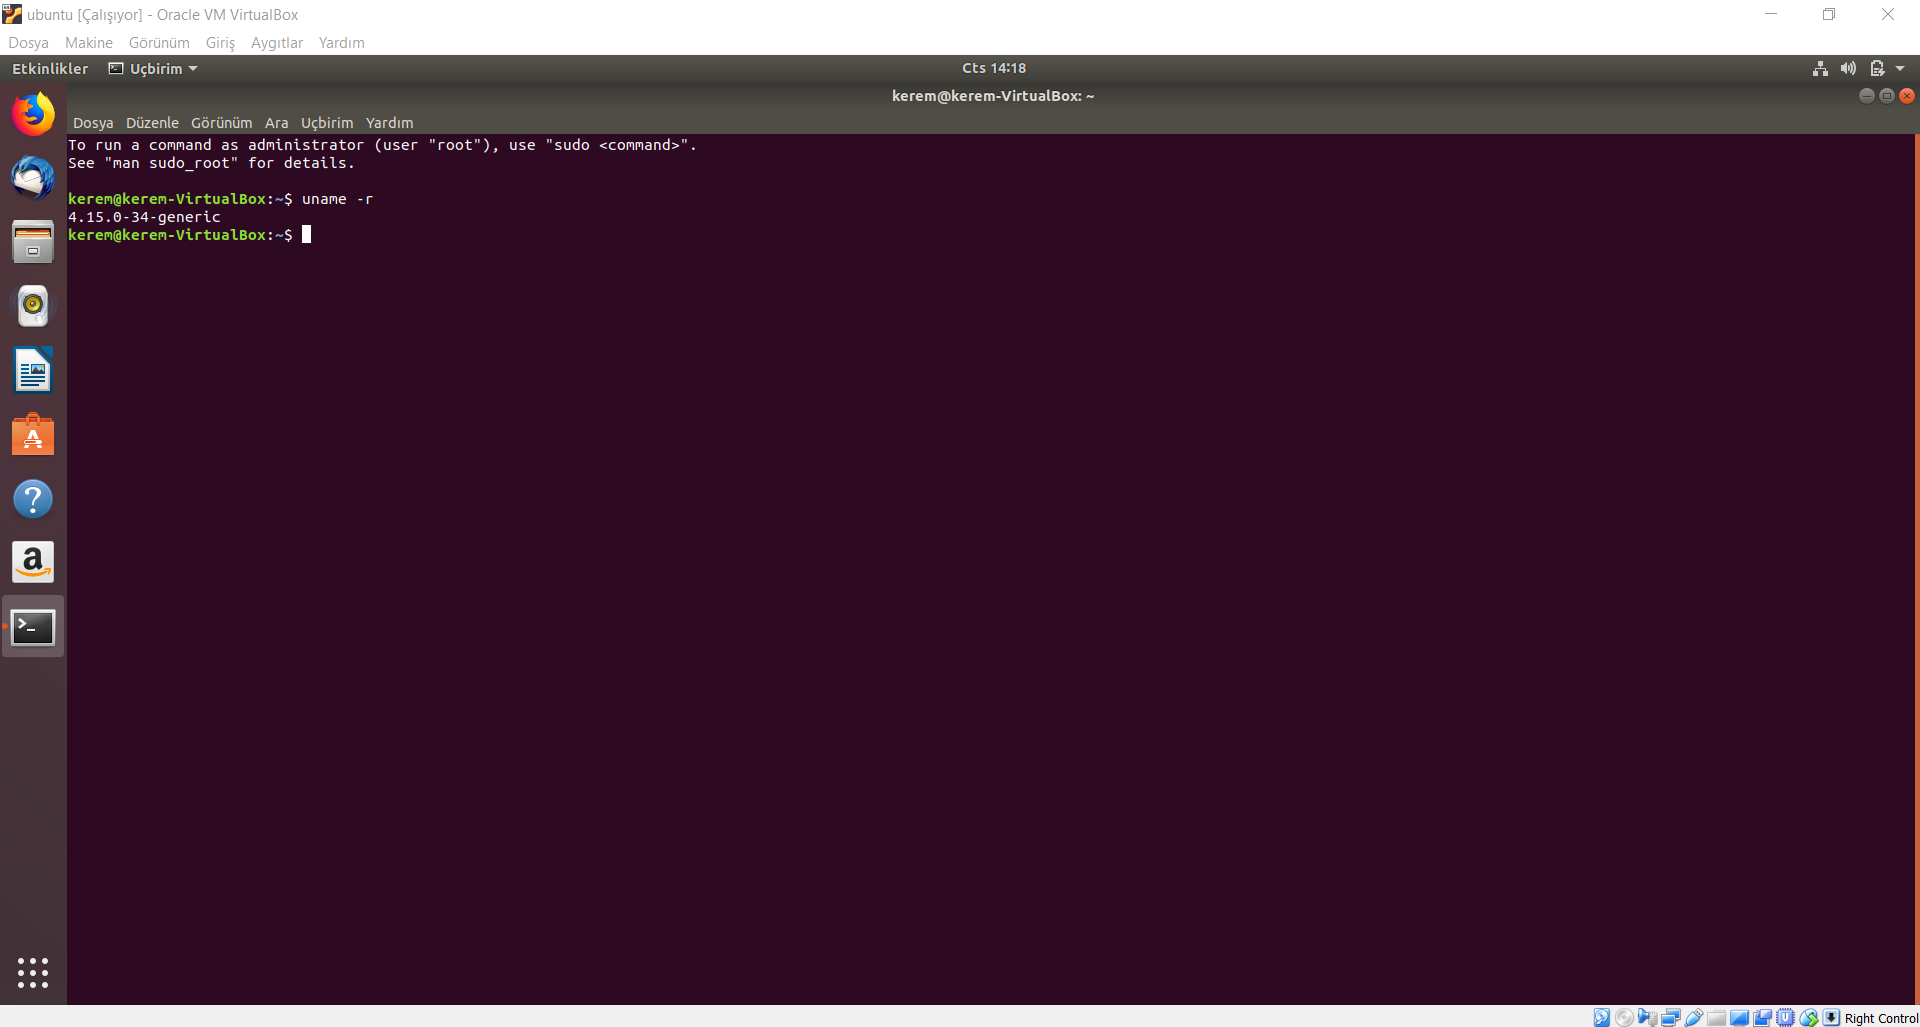 ubuntu [Çalışıyor] - Oracle VM VirtualBox
Dosya Makine Görünüm Giriş Aygıtlar Yardım
Etkinlikler Uçbirim Cts 14:18
kerem@kerem-VirtualBox: ~
Dosya Düzenle Görünüm Ara Uçbirim Yardım
To run a command as administrator (user "root"), use "sudo <command>".
See "man sudo_root" for details.
kerem@kerem-VirtualBox:~$ uname -r
4.15.0-34-generic
kerem@kerem-VirtualBox:~$
Right Control